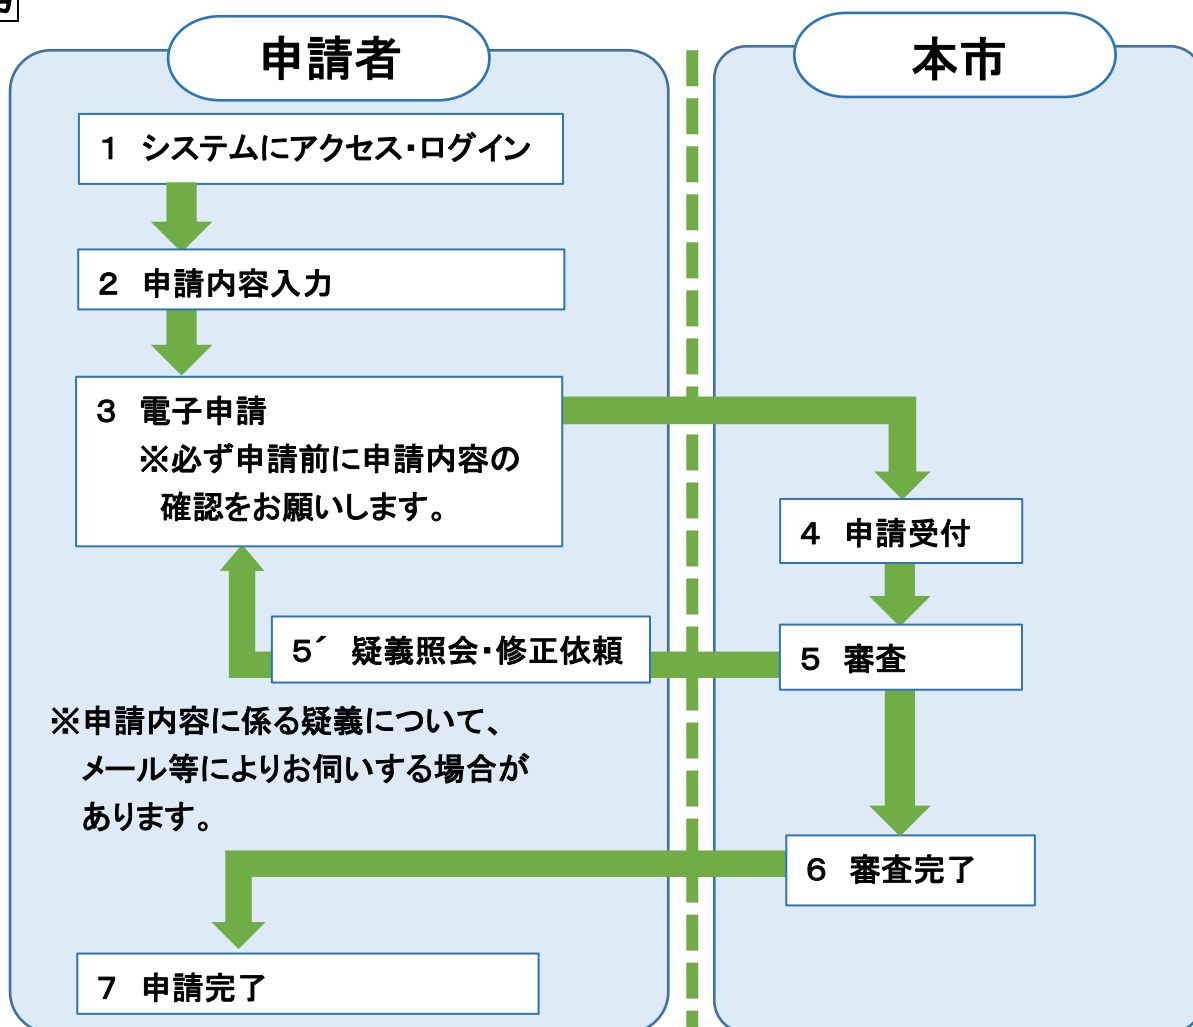 申請者
本市
1 システムにアクセス・ログイン
2 申請内容入力
3 電子申請
※必ず申請前に申請内容の
確認をお願いします。
4 申請受付
5´ 疑義照会・修正依頼
5 審査
※申請内容に係る疑義について、
メール等によりお伺いする場合が
あります。
6 審査完了
7 申請完了